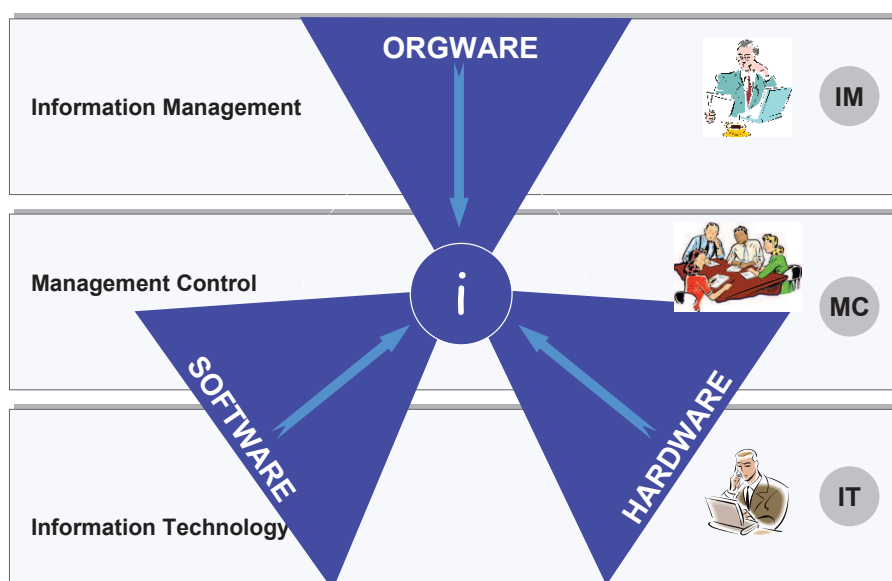 ORGWARE
Information Management
IM
Management Control
i
MC
SOFTWARE
HARDWARE
Information Technology
IT